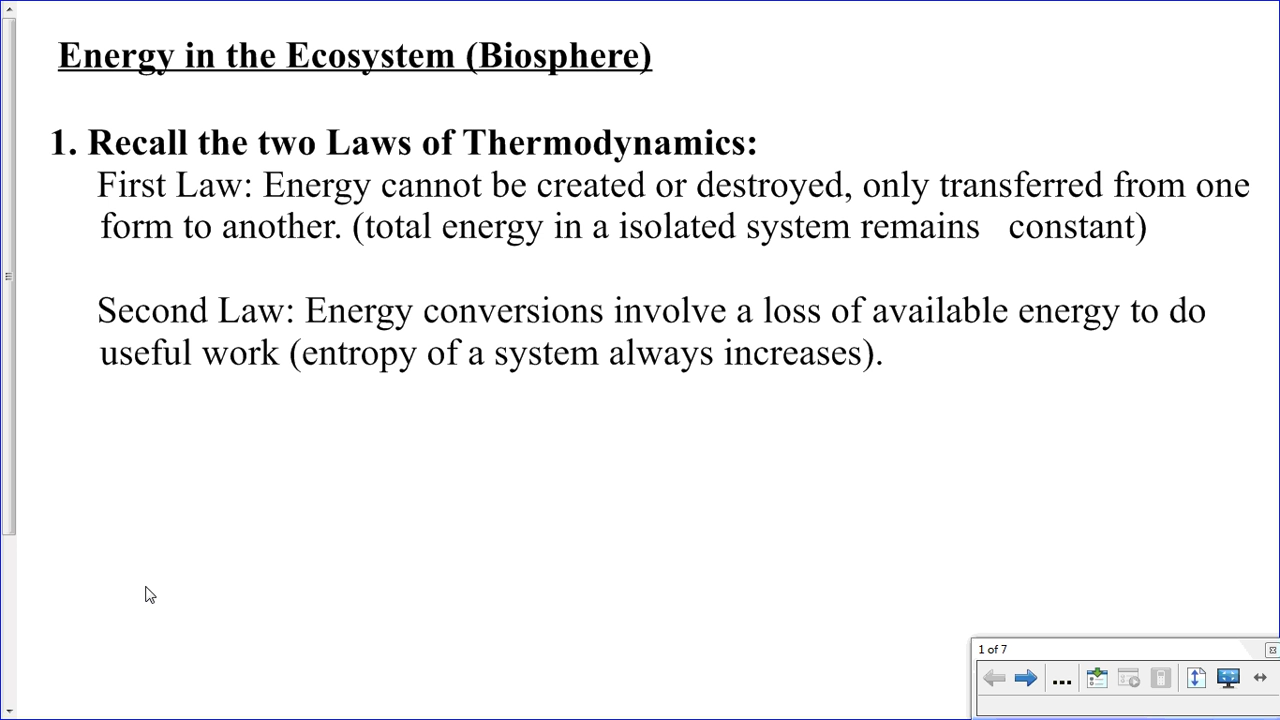 Energy in the Ecosystem (Biosphere)
1. Recall the two Laws of Thermodynamics:
First Law: Energy cannot be created or destroyed, only transferred from one
form to another. (total energy in a isolated system remains   constant)
Second Law: Energy conversions involve a loss of available energy to do
useful work (entropy of a system always increases).
1 of 7
...